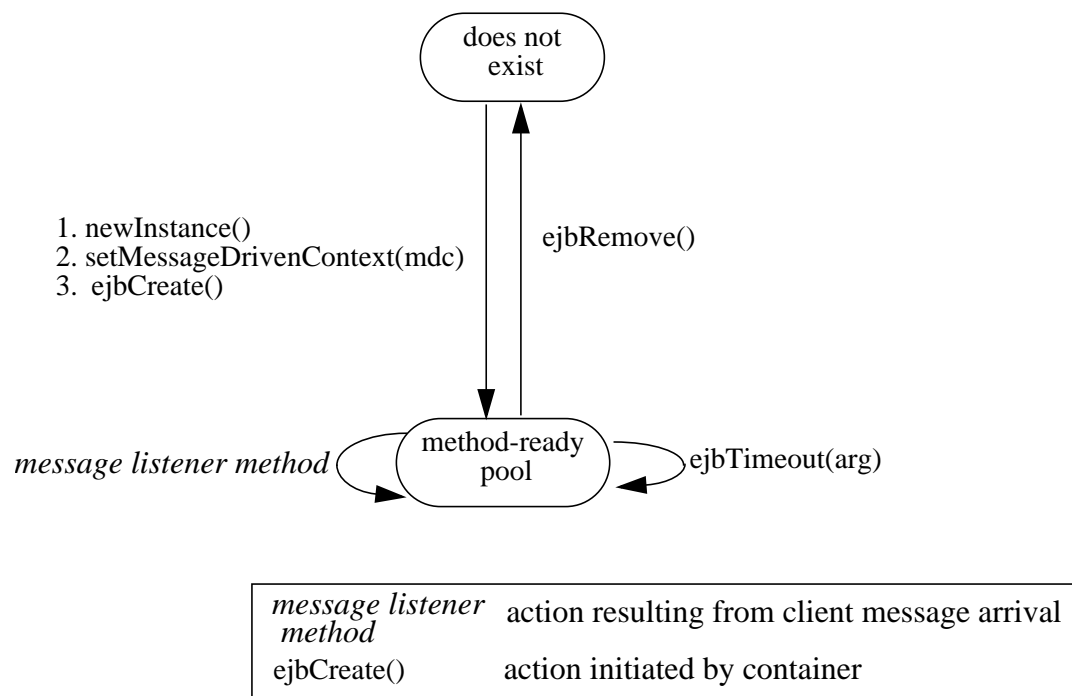 does not
exist
1. newInstance()
2. setMessageDrivenContext(mdc)
3. ejbCreate()
ejbRemove()
message listener method
method-ready
pool
ejbTimeout(arg)
message listener
method
action resulting from client message arrival
ejbCreate()
action initiated by container